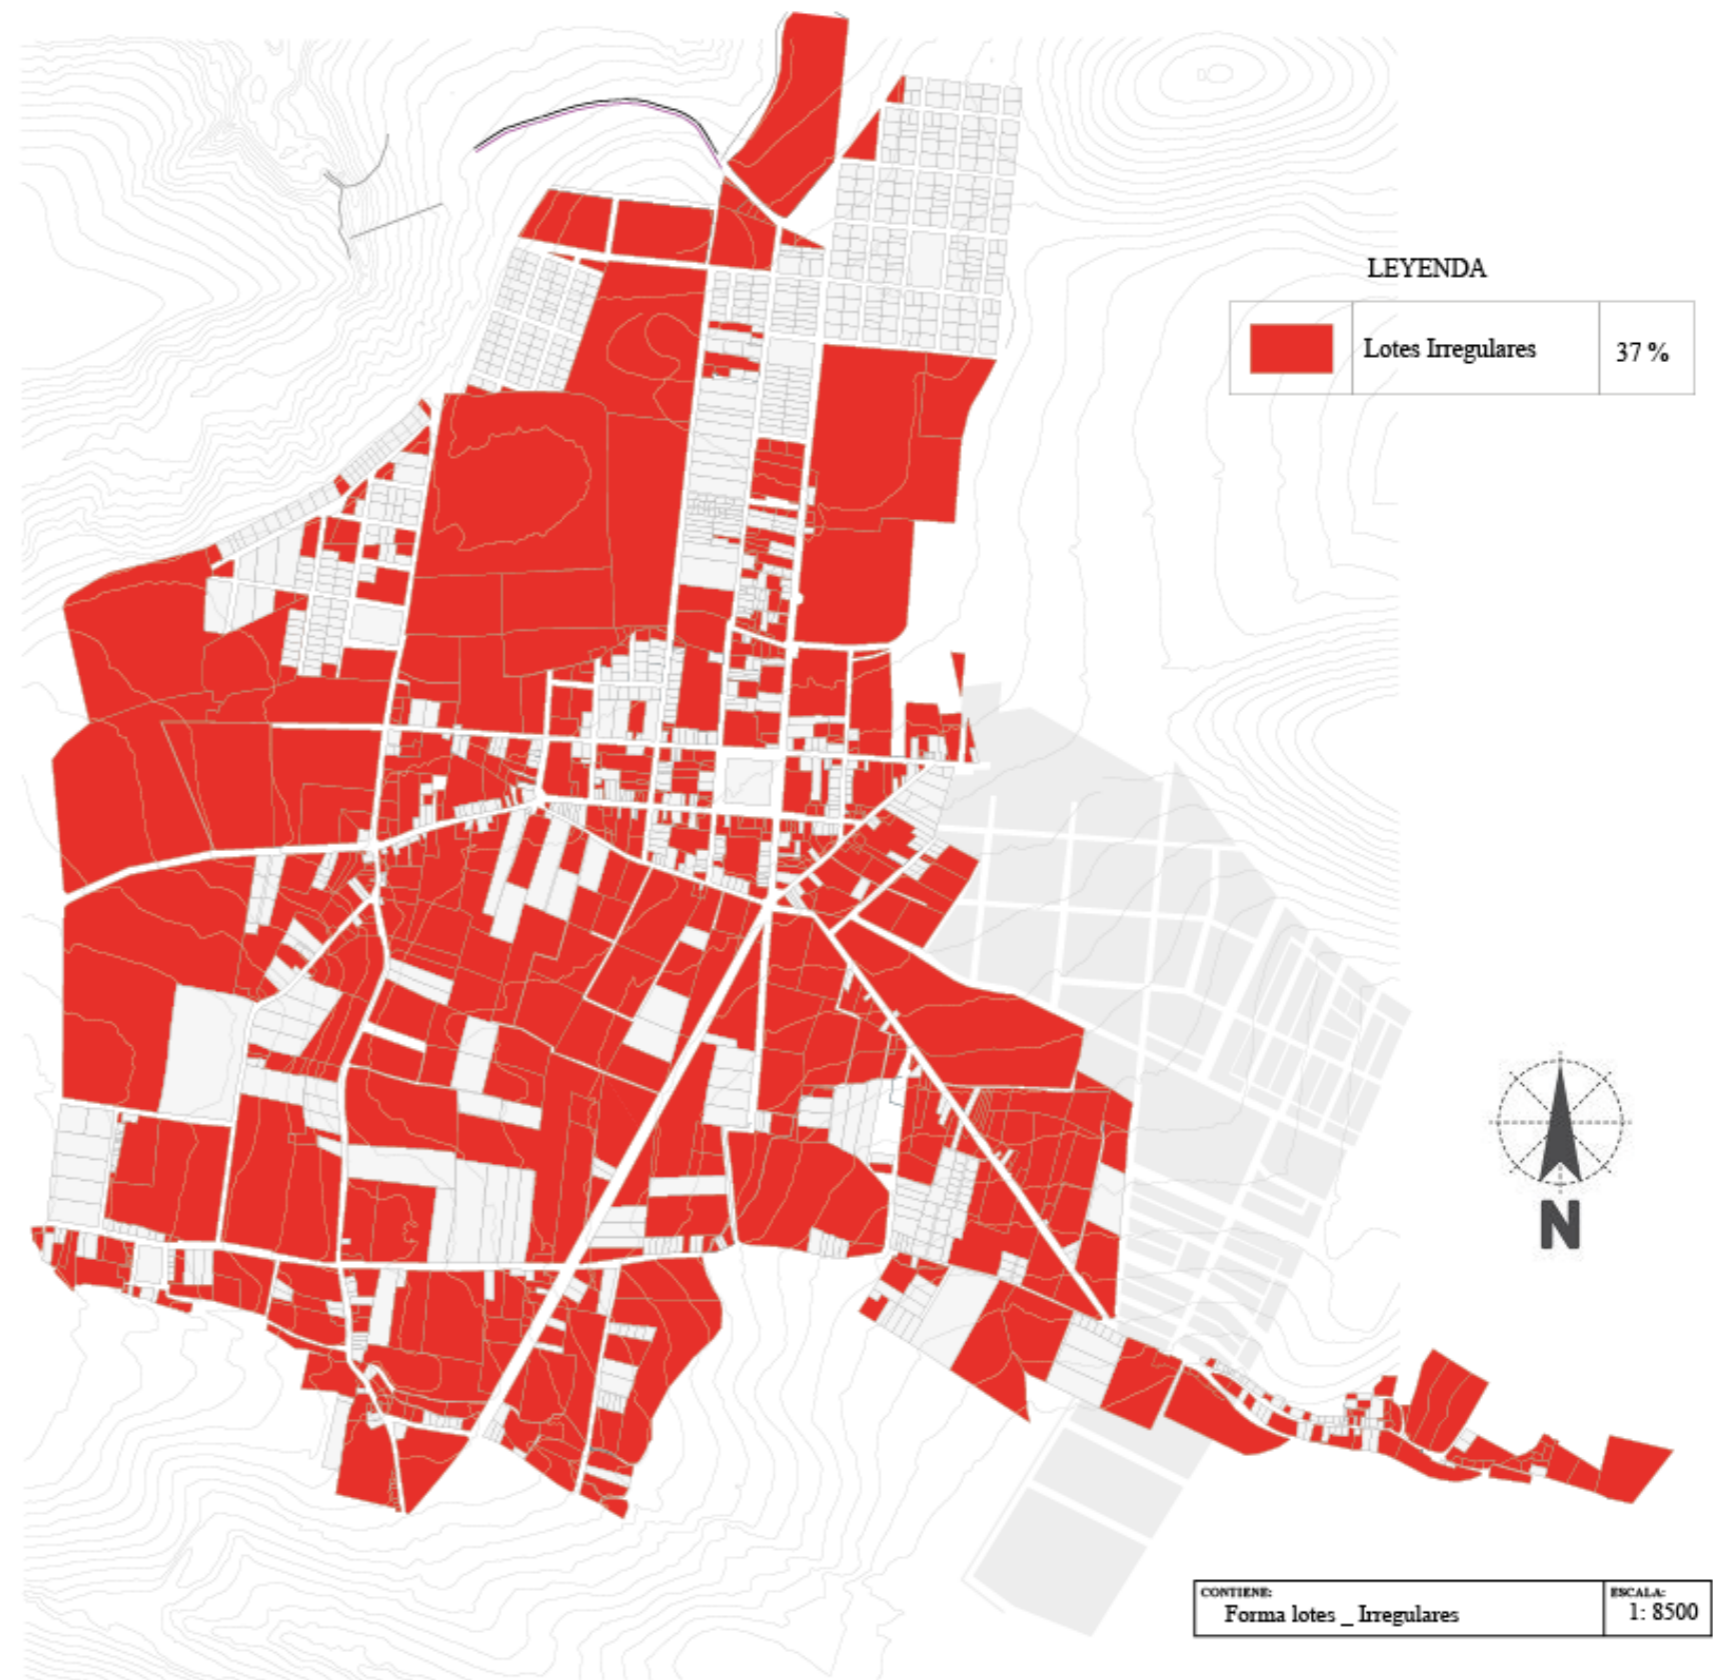 LEYENDA
Lotes Irregulares
37 %
N
CONTIENE:
Forma lotes _ Irregulares
ESCALA:
1: 8500